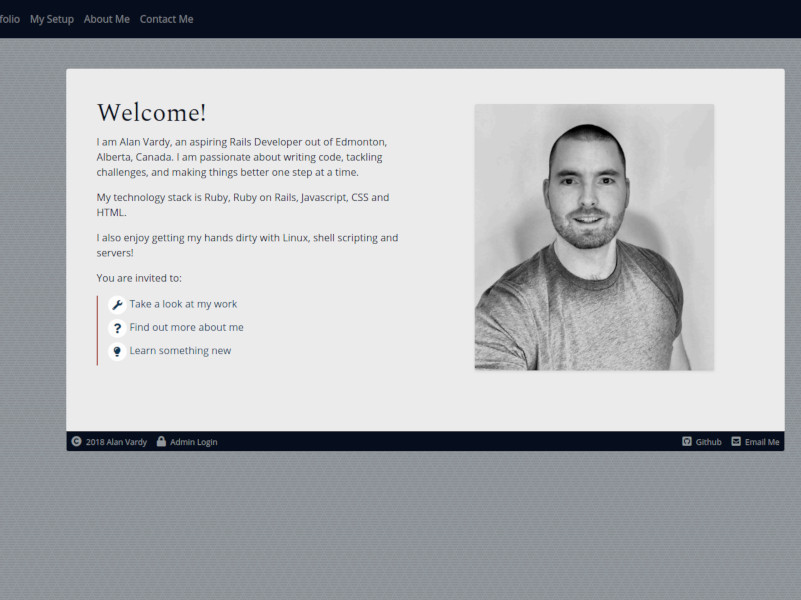 folio My Setup About Me Contact Me
Welcome!
I am Alan Vardy, an aspiring Rails Developer out of Edmonton,
Alberta, Canada. I am passionate about writing code, tackling
challenges, and making things better one step at a time.
My technology stack is Ruby, Ruby on Rails, Javascript, CSS and
HTML.
I also enjoy getting my hands dirty with Linux, shell scripting and
servers!
You are invited to:
Take a look at my work
? Find out more about me
Learn something new
© 2018 Alan Vardy Admin Login Github Email Me